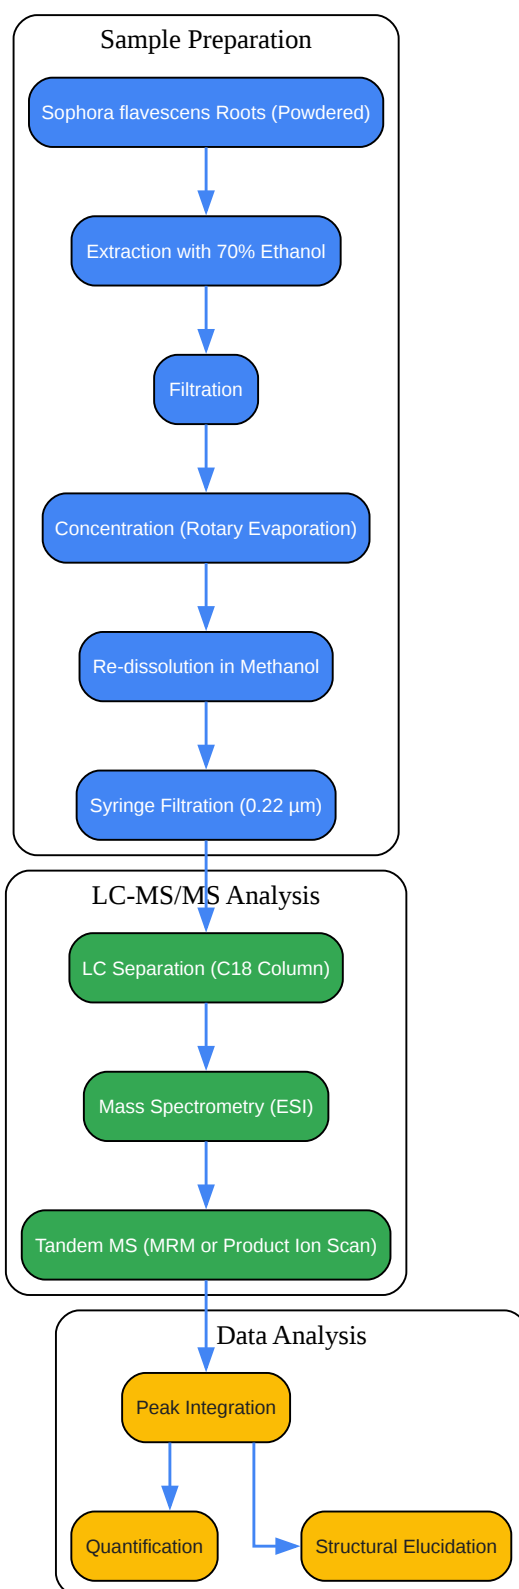 Sample Preparation
Sophora flavescens Roots (Powdered)
Extraction with 70% Ethanol
Filtration
Concentration (Rotary Evaporation)
Re-dissolution in Methanol
Syringe Filtration (0.22 µm)
LC-MS/MS Analysis
LC Separation (C18 Column)
Mass Spectrometry (ESI)
Tandem MS (MRM or Product Ion Scan)
Data Analysis
Peak Integration
Quantification
Structural Elucidation